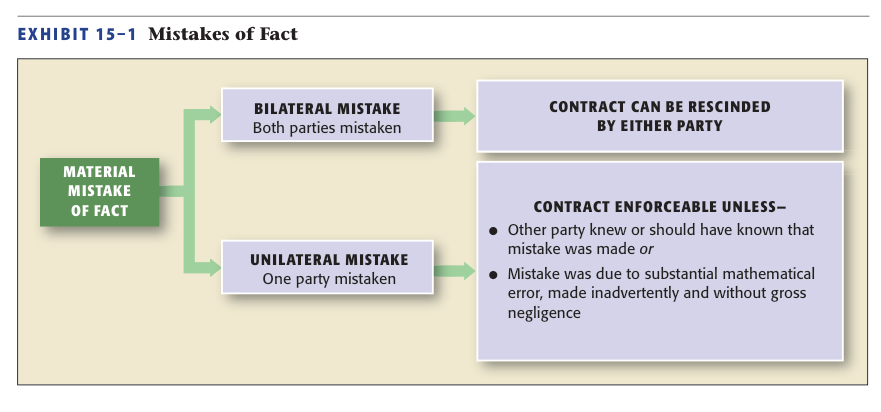 EXHIBIT 15–1 Mistakes of Fact
MATERIAL
MISTAKE
OF FACT
BILATERAL MISTAKE
Both parties mistaken
CONTRACT CAN BE RESCINDED
BY EITHER PARTY
UNILATERAL MISTAKE
One party mistaken
CONTRACT ENFORCEABLE UNLESS—
● Other party knew or should have known that
mistake was made or
● Mistake was due to substantial mathematical
error, made inadvertently and without gross
negligence